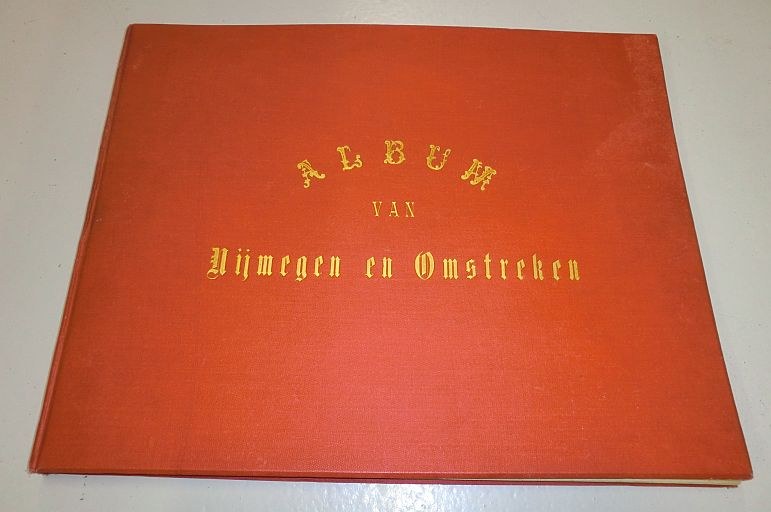 ALBUM
VAN
Nijmegen en Omstreken